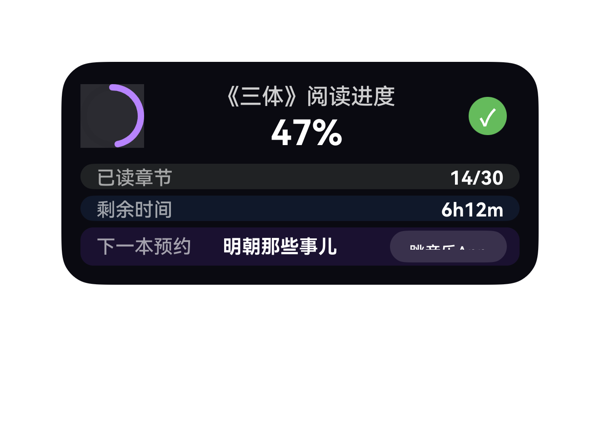 《三体》阅读进度
47%
已读章节 14/30
剩余时间 6h12m
下一本预约 明朝那些事儿